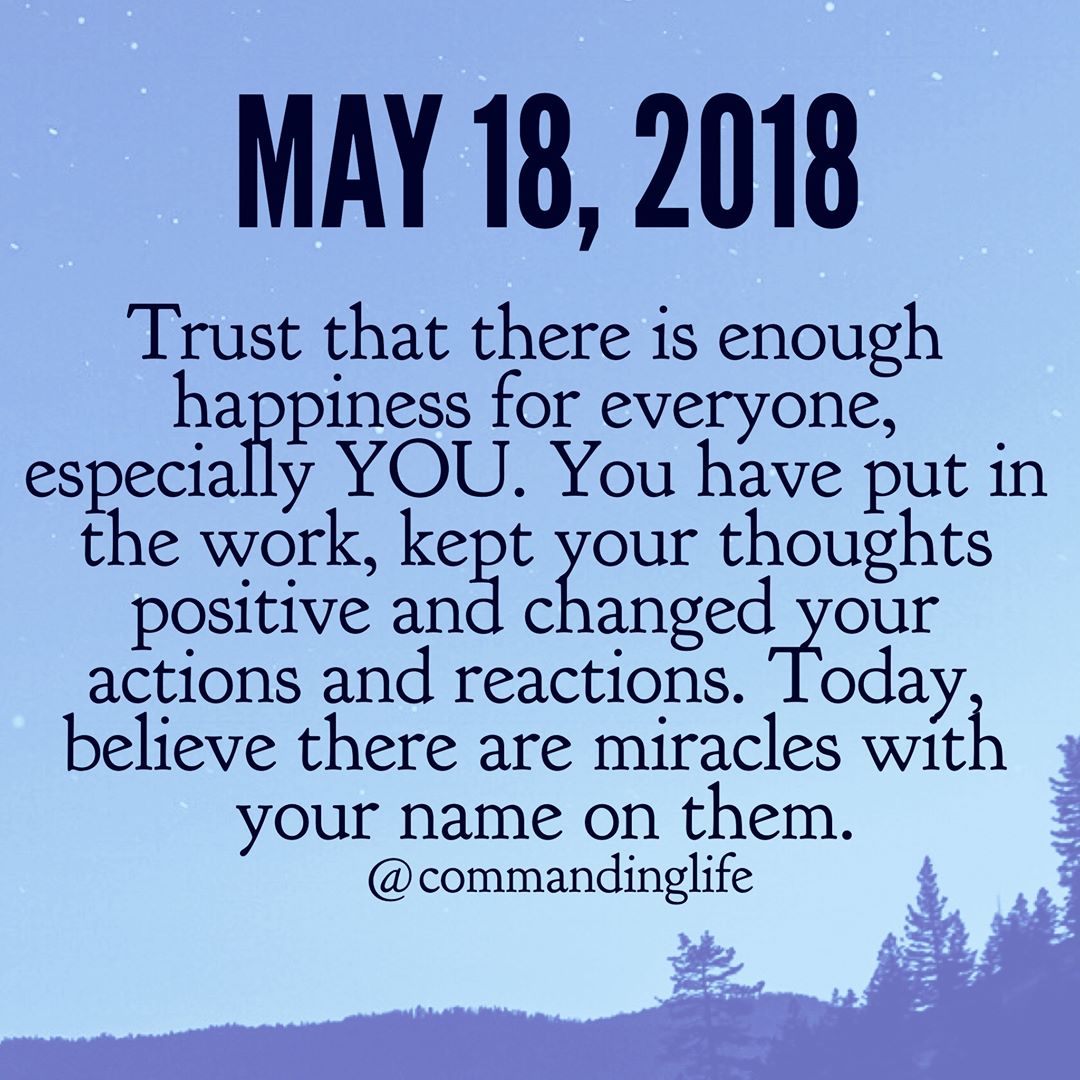 MAY 18, 2018
Trust that there is enough
happiness for everyone,
especially YOU. You have put in
the work, kept your thoughts
positive and changed your
actions and reactions. Today,
believe there are miracles with
your name on them.
@commandinglife